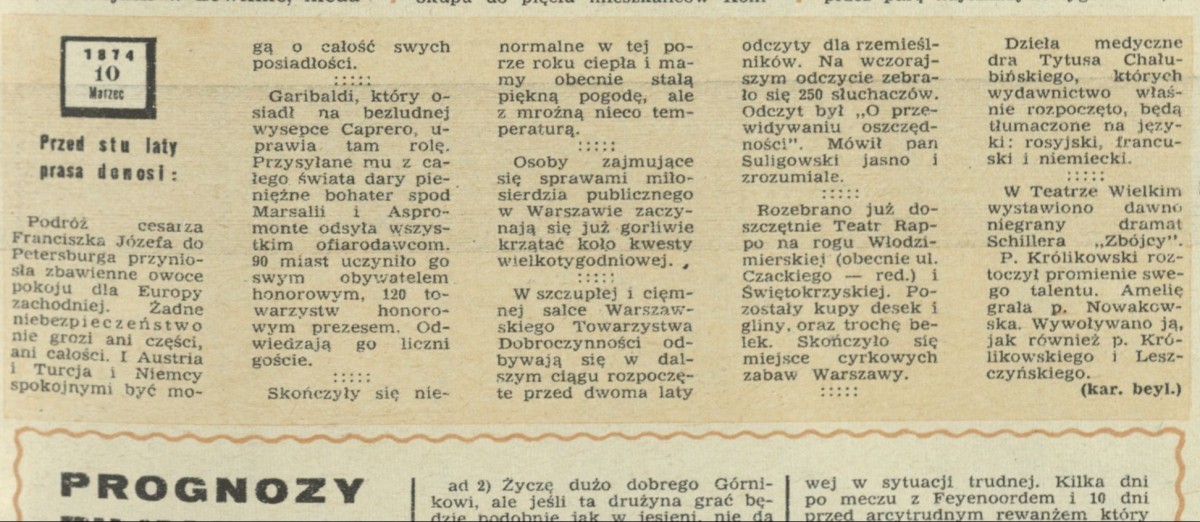 skupa do pięciu mieszkańców
1874
10
Marzec
Przed stu laty
prasa donosi:
Podróż cesarza
Franciszka Józefa do
Petersburga przynio-
sła zbawienne owoce
pokoju dla Europy
zachodniej. Żadne
niebezpieczeństwo
nie grozi ani części,
ani całości. I Austria
i Turcja i Niemcy
spokojnymi być mo-
gą o całość swych
posiadłości.
:::::
Garibaldi, który o-
siadł na bezludnej
wysepce Caprero, u-
prawia tam rolę.
Przysyłane mu z ca-
łego świata dary pie-
niężne bohater spod
Marsalii i Aspro-
monte odsyła wszys-
tkim ofiarodawcom.
90 miast uczyniło go
swym obywatelem
honorowym, 120 to-
warzystw honoro-
wym prezesem. Od-
wiedzają go liczni
goście.
:::::
Skończyły się nie-
normalne w tej po-
rze roku ciepła i ma-
my obecnie stałą
piękną pogodę, ale
z mroźną nieco tem-
peraturą.
:::::
Osoby zajmujące
się sprawami miło-
sierdzia publicznego
w Warszawie zaczy-
nają się już gorliwie
krzątać koło kwesty
wielkotygodniowej.
:::::
W szczupłej i ciem-
nej salce Warszaw-
skiego Towarzystwa
Dobroczynności od-
bywają się w dal-
szym ciągu rozpoczę-
te przed dwoma laty
odczyty dla rzemieśl-
ników. Na wczoraj-
szym odczycie zebra-
ło się 250 słuchaczów.
Odczyt był „O prze-
widywaniu oszczęd-
ności”. Mówił pan
Suligowski jasno i
zrozumiale.
:::::
Rozebrano już do-
szczętnie Teatr Rap-
po na rogu Włodzi-
mierskiej (obecnie ul.
Czackiego — red.) i
Świętokrzyskiej. Po-
zostały kupy desek i
gliny, oraz trochę be-
lek. Skończyło się
miejsce cyrkowych
zabaw Warszawy.
:::::
Dzieła medyczne
dra Tytusa Chału-
bińskiego, których
wydawnictwo właś-
nie rozpoczęto, będą
tłumaczone na języ-
ki: rosyjski, francu-
ski i niemiecki.
:::::
W Teatrze Wielkim
wystawiono dawno
niegrany dramat
Schillera „Zbójcy”.
P. Królikowski roz-
toczył promienie swe-
go talentu. Amelię
grała p. Nowakow-
ska. Wywoływano ją,
jak również p. Kró-
likowskiego i Lesz-
czyńskiego.
(kar. beyl.)
PROGNOZY
ad 2) Życzę dużo dobrego Górni-
kowi, ale jeśli ta drużyna grać bę-
dzie podobnie jak w jesieni, nie da
wej w sytuacji trudnej. Kilka dni
po meczu z Feyenoordem i 10 dni
przed arcytrudnym rewanżem który